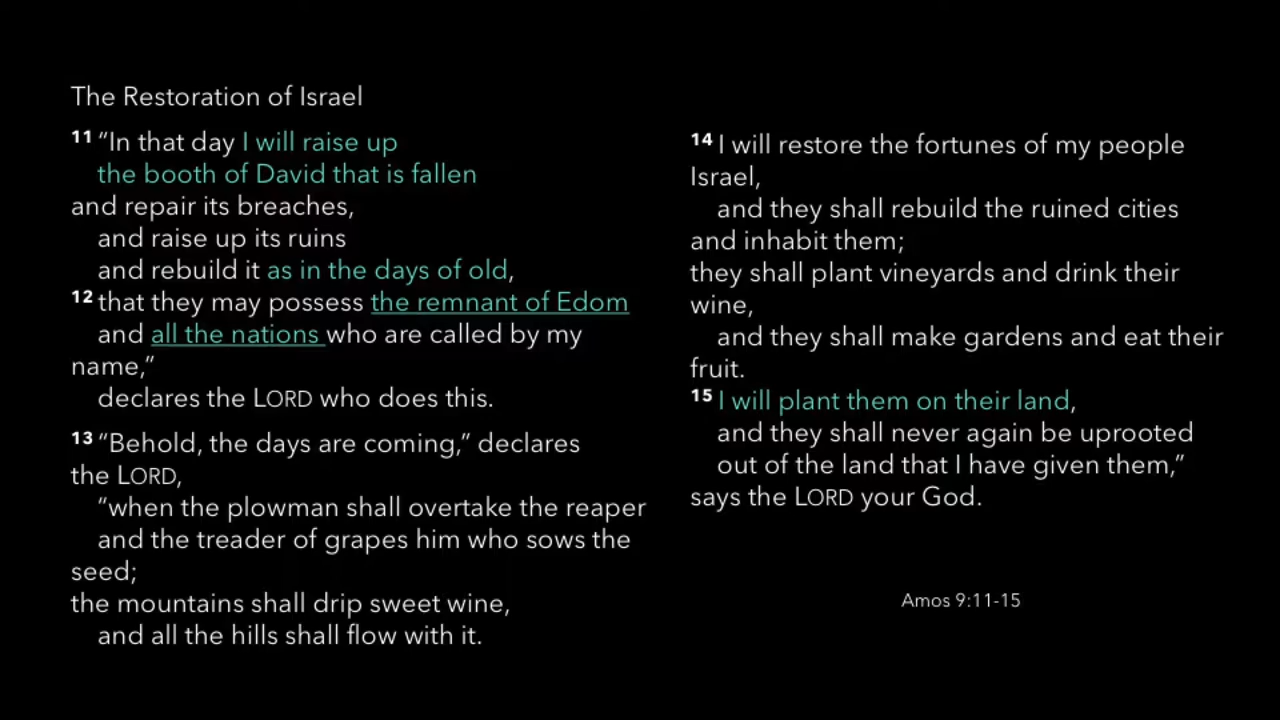 The Restoration of Israel
11 “In that day I will raise up
the booth of David that is fallen
and repair its breaches,
and raise up its ruins
and rebuild it as in the days of old,
12 that they may possess the remnant of Edom
and all the nations who are called by my
name,”
declares the LORD who does this.
13 “Behold, the days are coming,” declares
the LORD,
“when the plowman shall overtake the reaper
and the treader of grapes him who sows the
seed;
the mountains shall drip sweet wine,
and all the hills shall flow with it.
14 I will restore the fortunes of my people
Israel,
and they shall rebuild the ruined cities
and inhabit them;
they shall plant vineyards and drink their
wine,
and they shall make gardens and eat their
fruit.
15 I will plant them on their land,
and they shall never again be uprooted
out of the land that I have given them,”
says the LORD your God.
Amos 9:11-15